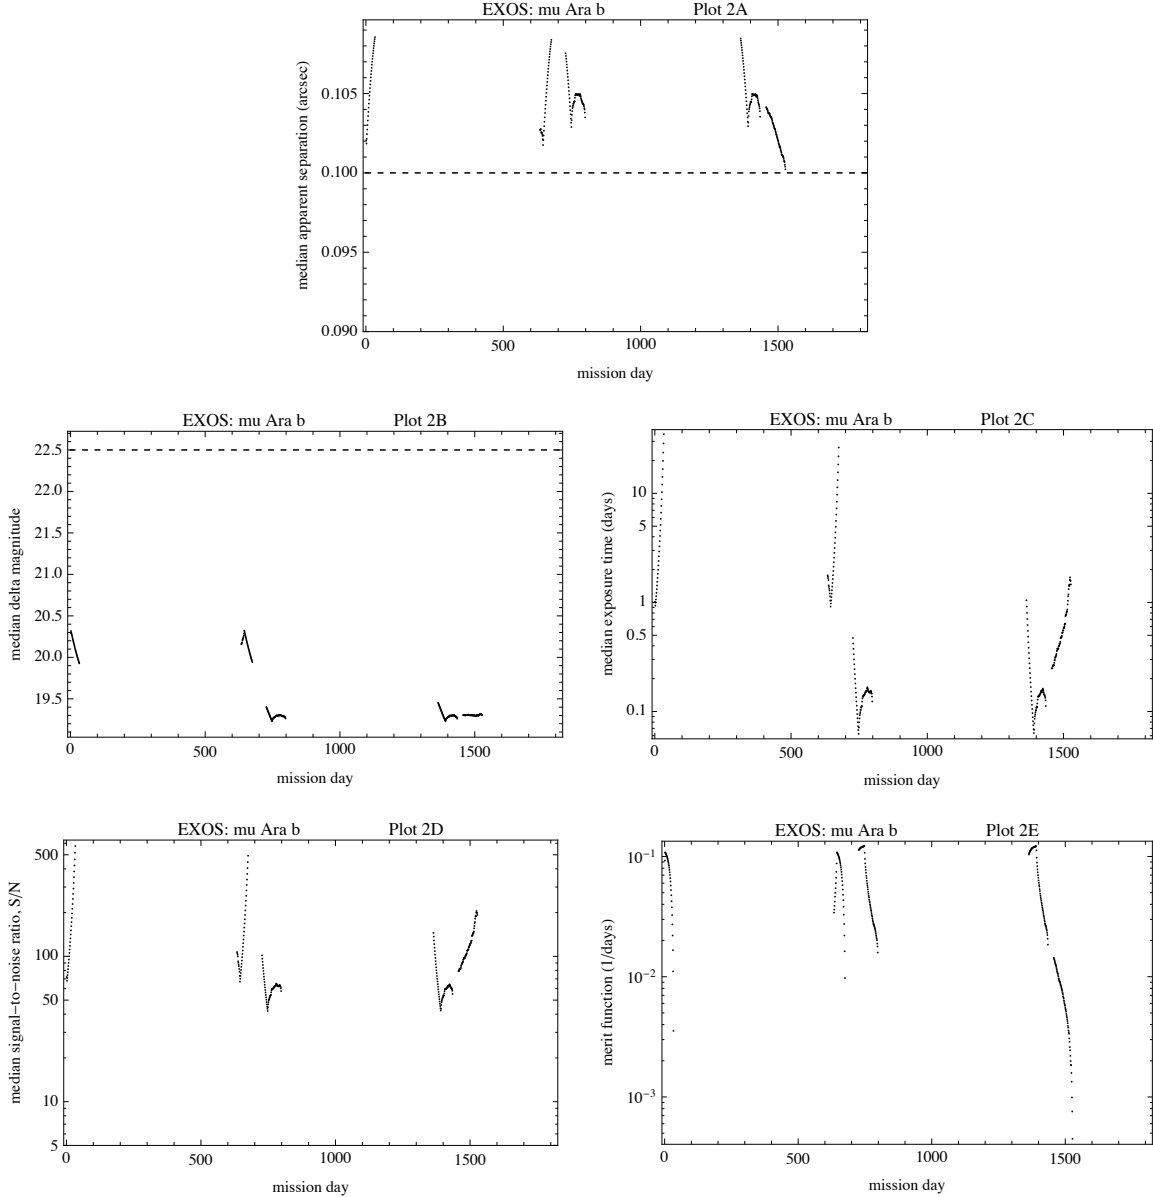 EXOS: mu Ara b Plot 2A
median apparent separation (arcsec)
0.105
0.100
0.095
0.090
0 500 1000 1500
mission day
EXOS: mu Ara b Plot 2B
median delta magnitude
22.5
22.0
21.5
21.0
20.5
20.0
19.5
0 500 1000 1500
mission day
EXOS: mu Ara b Plot 2C
median exposure time (days)
10
5
1
0.5
0.1
0 500 1000 1500
mission day
EXOS: mu Ara b Plot 2D
median signal−to−noise ratio, S/N
500
100
50
10
5
0 500 1000 1500
mission day
EXOS: mu Ara b Plot 2E
merit function (1/days)
10⁻¹
10⁻²
10⁻³
0 500 1000 1500
mission day